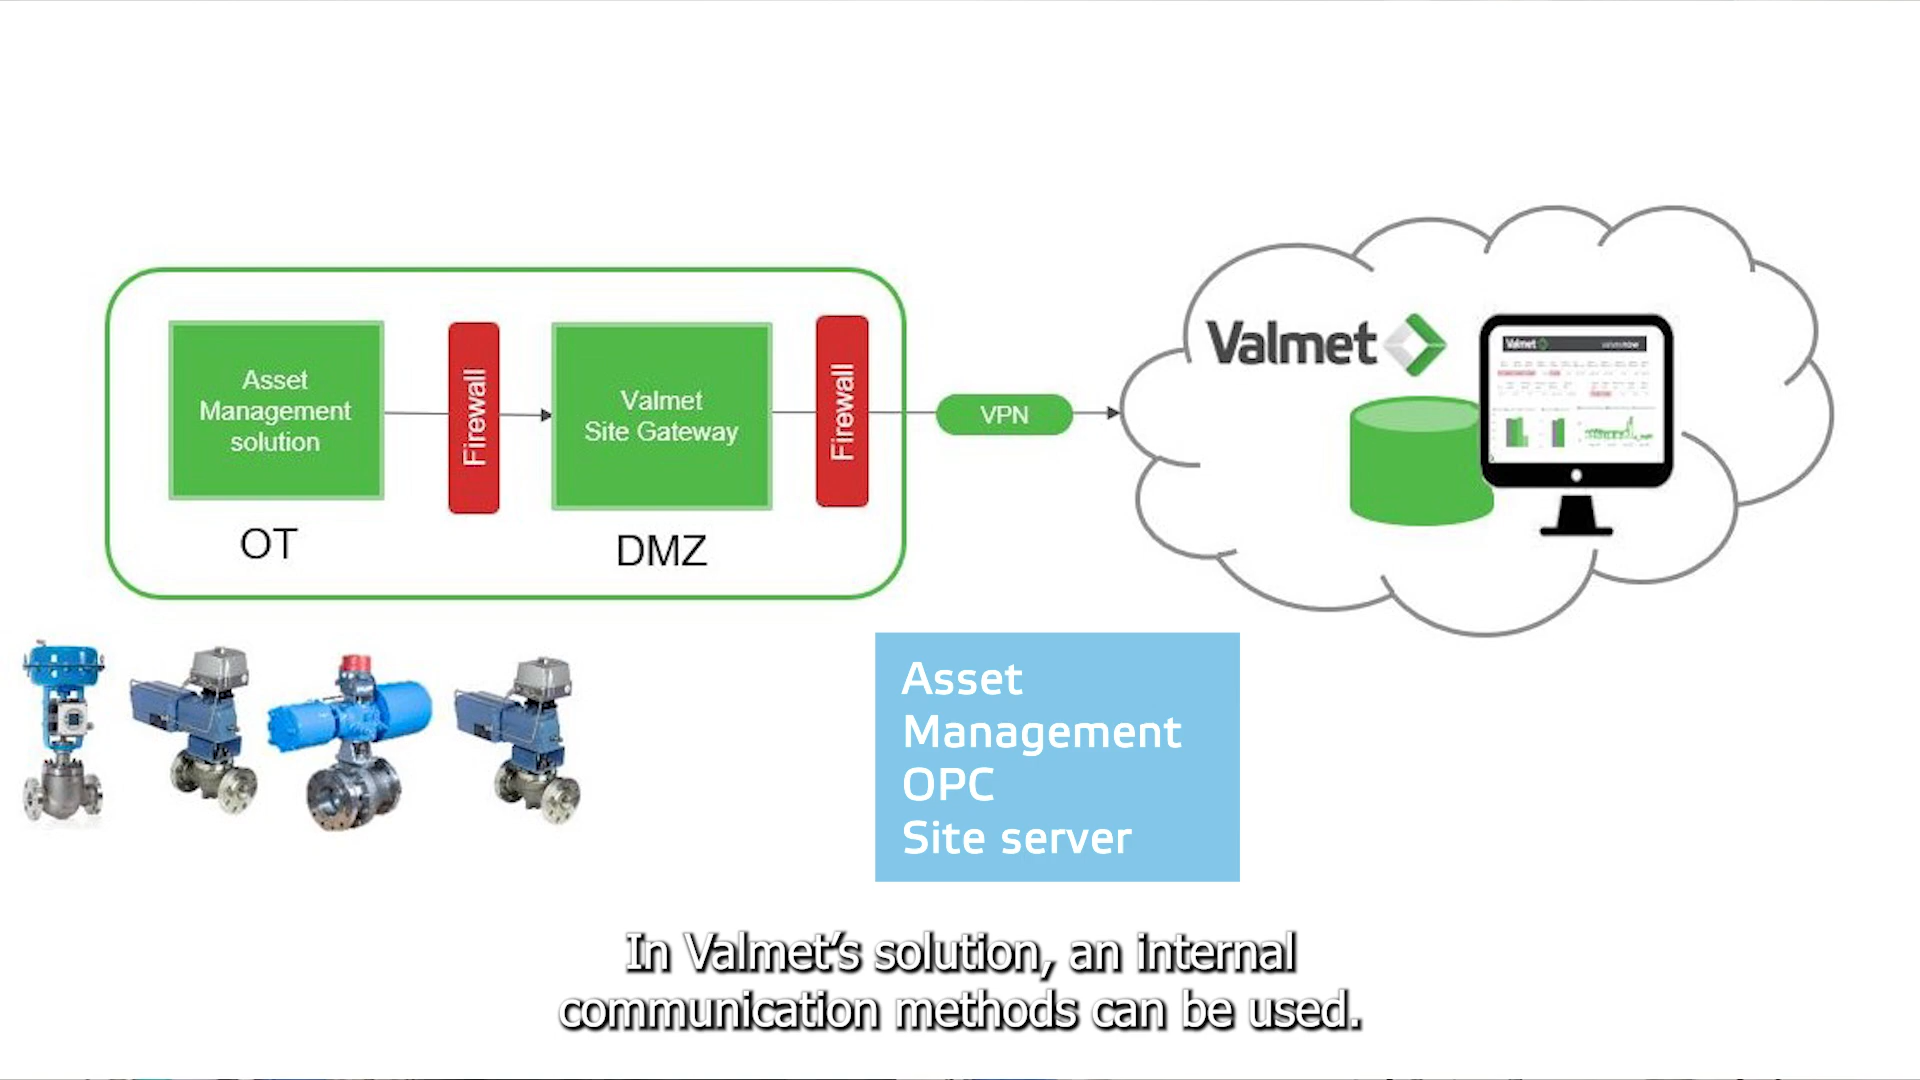 Asset
Management
solution
Firewall
Valmet
Site Gateway
Firewall
VPN
Valmet
Valmet
OT
DMZ
Asset
Management
OPC
Site server
In Valmet’s solution, an internal
communication methods can be used.